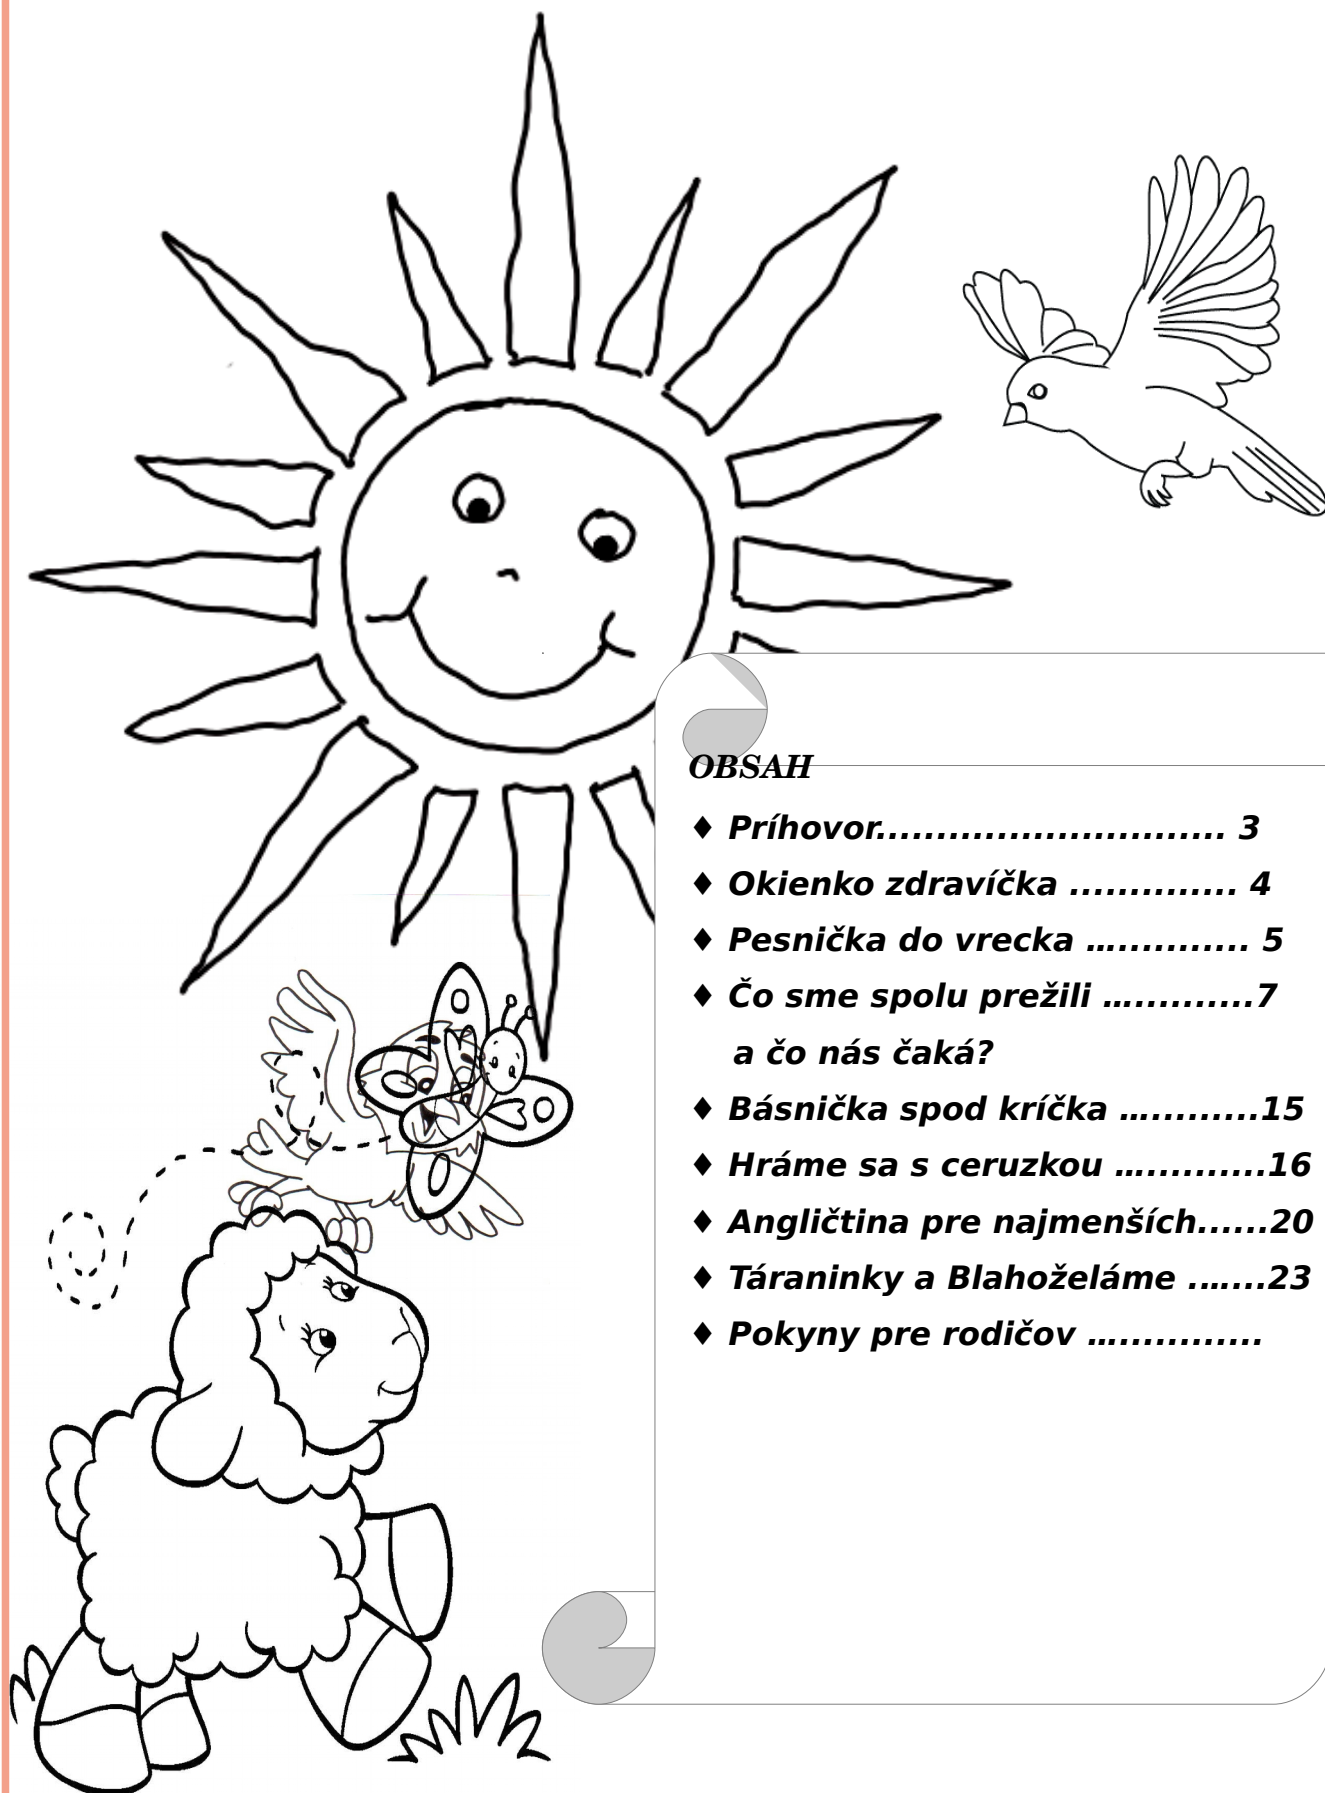 OBSAH
♦ Príhovor............................. 3
♦ Okienko zdravíčka .............. 4
♦ Pesnička do vrecka .…........... 5
♦ Čo sme spolu prežili .…..........7
a čo nás čaká?
♦ Básnička spod kríčka .…..........15
♦ Hráme sa s ceruzkou .…..........16
♦ Angličtina pre najmenších......20
♦ Táraninky a Blahoželáme .…...23
♦ Pokyny pre rodičov .…............